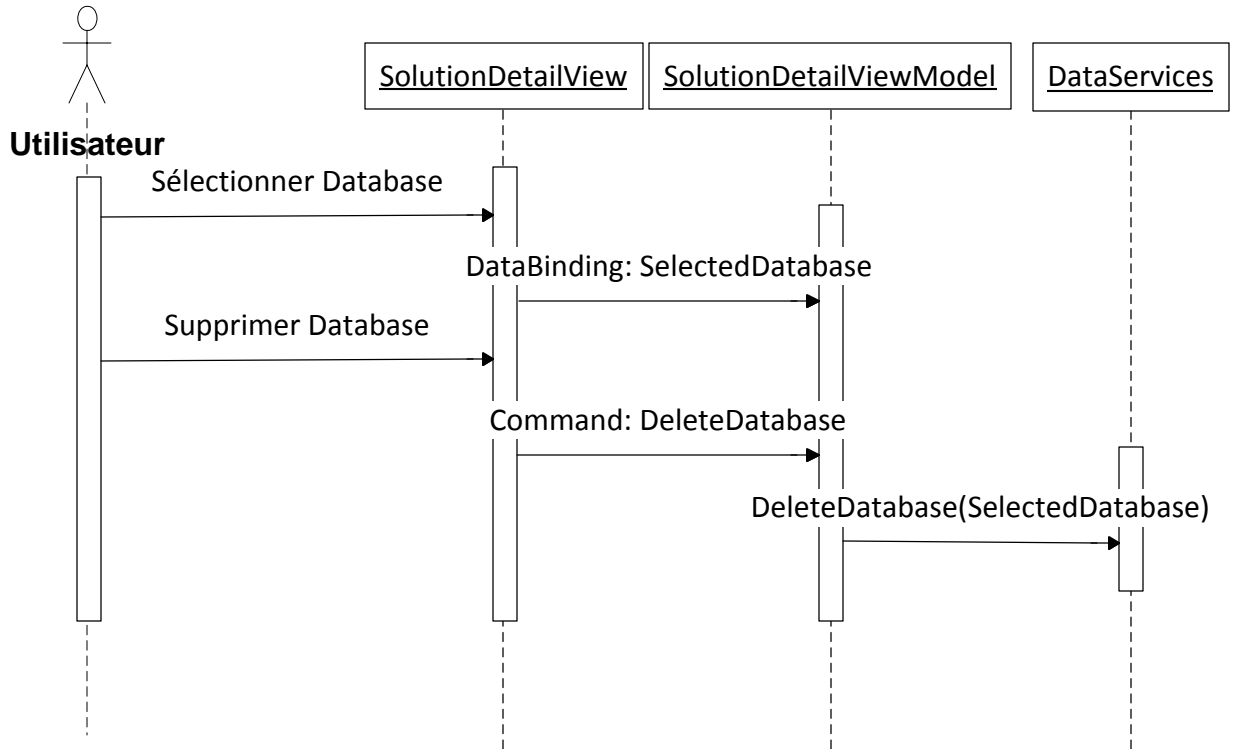 SolutionDetailView
SolutionDetailViewModel
DataServices
Utilisateur
Sélectionner Database
DataBinding: SelectedDatabase
Supprimer Database
Command: DeleteDatabase
DeleteDatabase(SelectedDatabase)